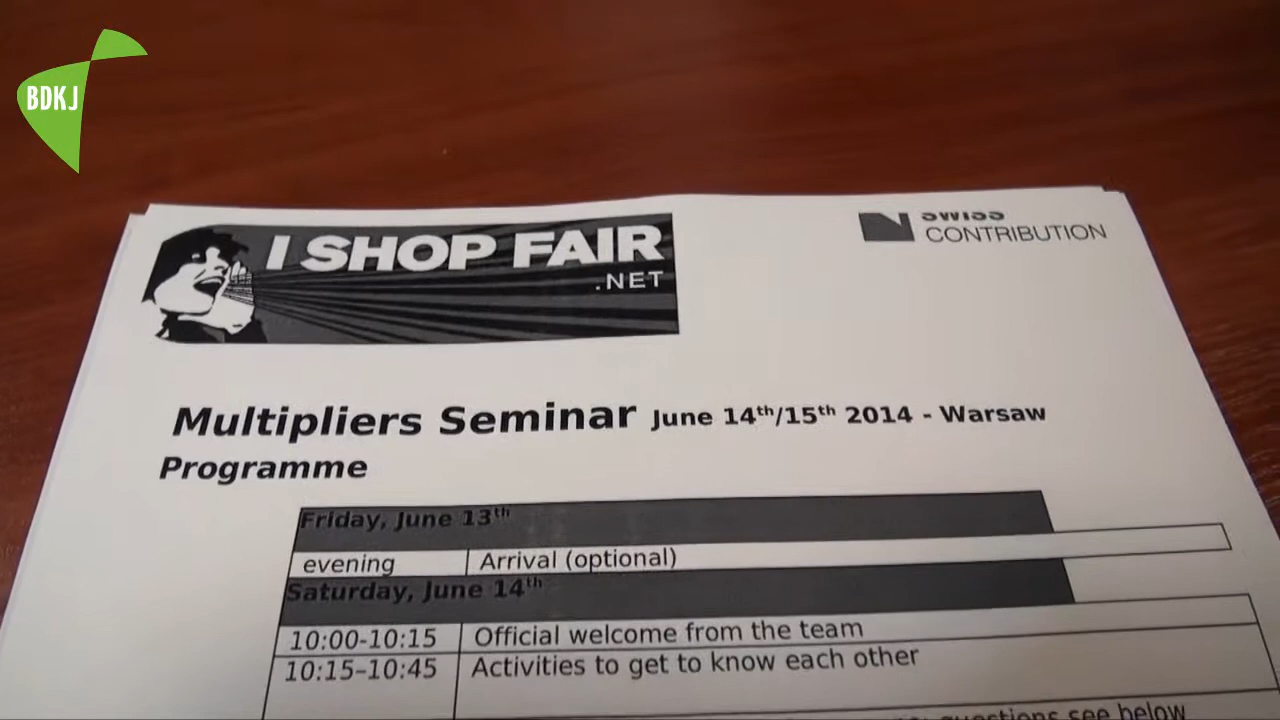 BDKJ
I SHOP FAIR
.NET
CONTRIBUTION
Multipliers Seminar June 14th/15th 2014 - Warsaw
Programme
Friday, June 13th
evening Arrival (optional)
Saturday, June 14th
10:00-10:15 Official welcome from the team
10:15–10:45 Activities to get to know each other
questions see below